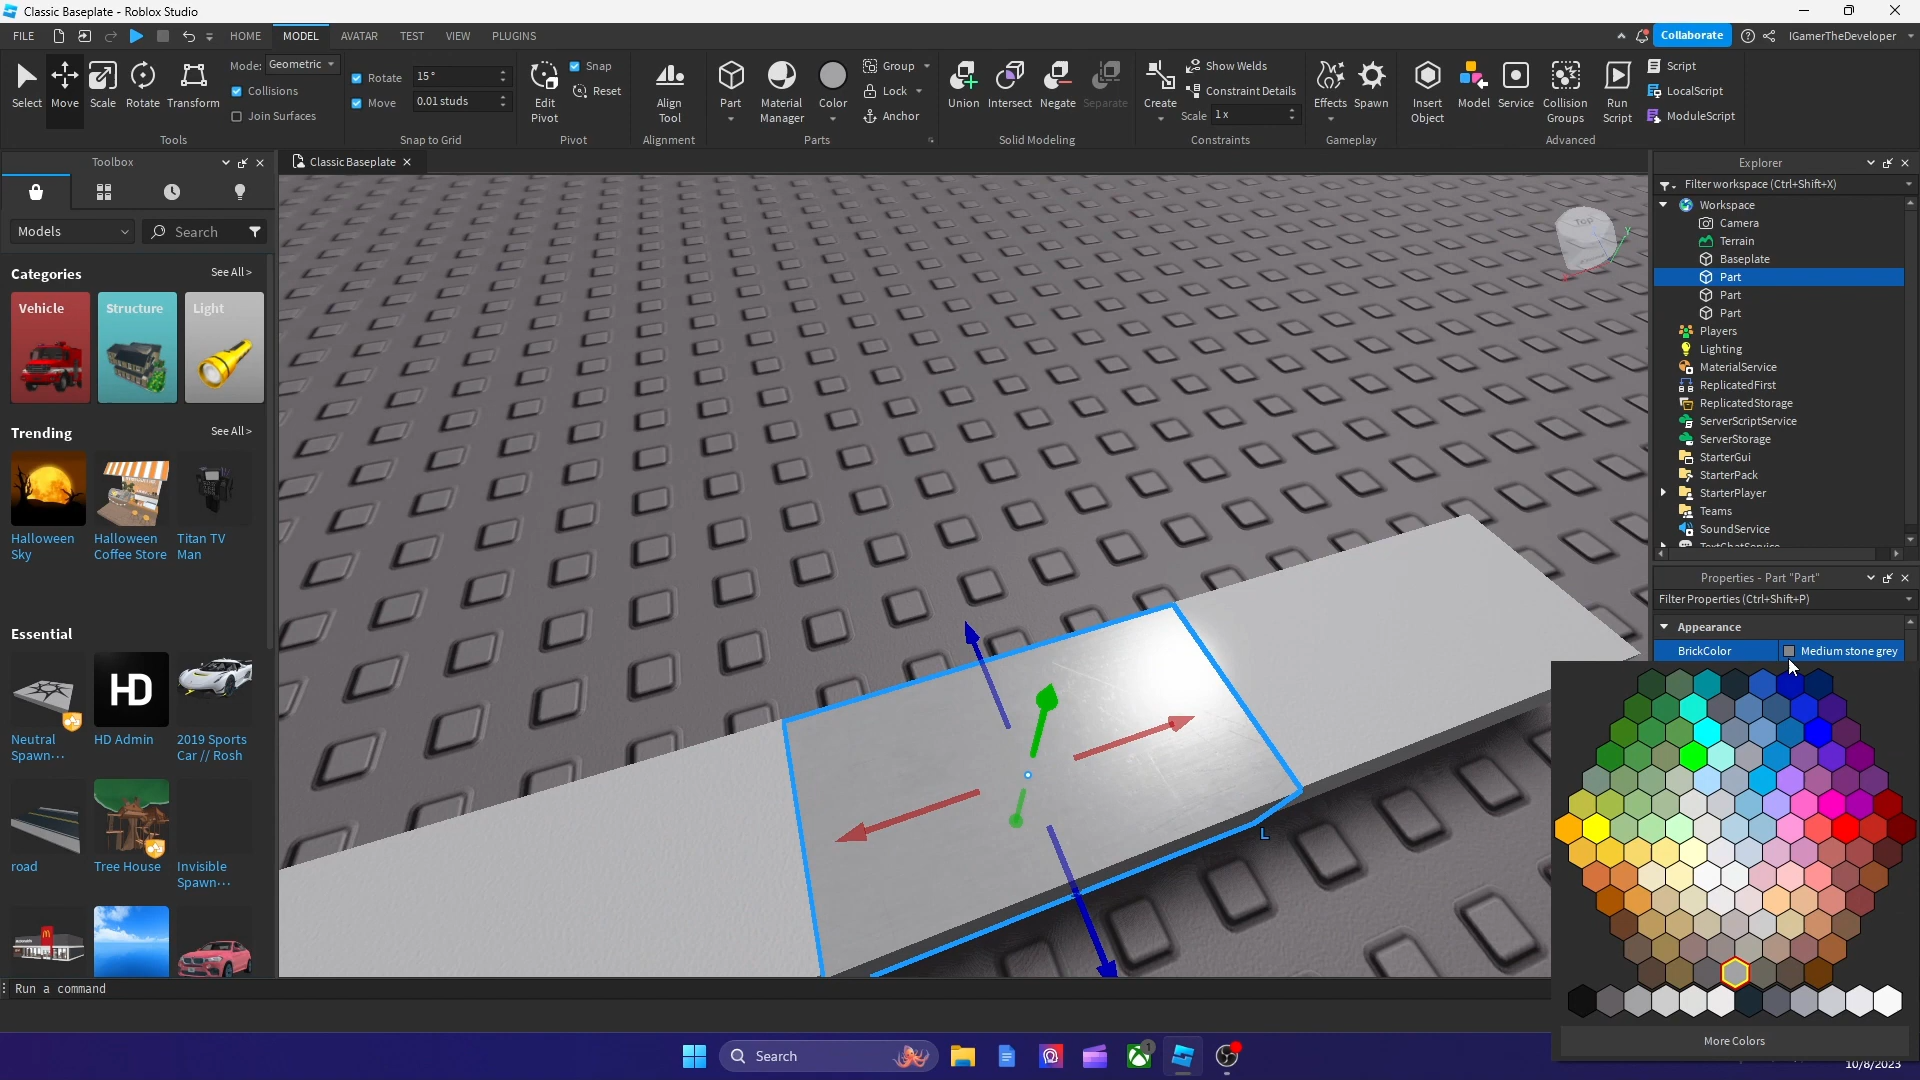 Classic Baseplate - Roblox Studio
FILE
HOME
MODEL
AVATAR
TEST
VIEW
PLUGINS
Collaborate
IGamerTheDeveloper
Select
Move
Scale
Rotate
Transform
Mode: Geometric
Collisions
Join Surfaces
Tools
Rotate 15°
Move 0.01 studs
Snap to Grid
Edit
Pivot
Snap
Reset
Pivot
Align
Tool
Alignment
Part
Material
Manager
Color
Group
Lock
Anchor
Parts
Union
Intersect
Negate
Separate
Solid Modeling
Create
Show Welds
Constraint Details
Scale 1 x
Constraints
Effects
Spawn
Gameplay
Insert
Object
Model
Service
Collision
Groups
Run
Script
Script
LocalScript
ModuleScript
Advanced
Toolbox
Models
Search
Categories
See All >
Vehicle
Structure
Light
Trending
See All >
Halloween
Sky
Halloween
Coffee Store
Titan TV
Man
Essential
HD
Neutral
Spawn...
HD Admin
2019 Sports
Car // Rosh
road
Tree House
Invisible
Spawn...
Classic Baseplate
Top
y
L
Explorer
Filter workspace (Ctrl+Shift+X)
Workspace
Camera
Terrain
Baseplate
Part
Part
Part
Players
Lighting
MaterialService
ReplicatedFirst
ReplicatedStorage
ServerScriptService
ServerStorage
StarterGui
StarterPack
StarterPlayer
Teams
SoundService
TextChatService
Properties - Part "Part"
Filter Properties (Ctrl+Shift+P)
Appearance
BrickColor
Medium stone grey
More Colors
Run a command
Search
1
10/8/2023